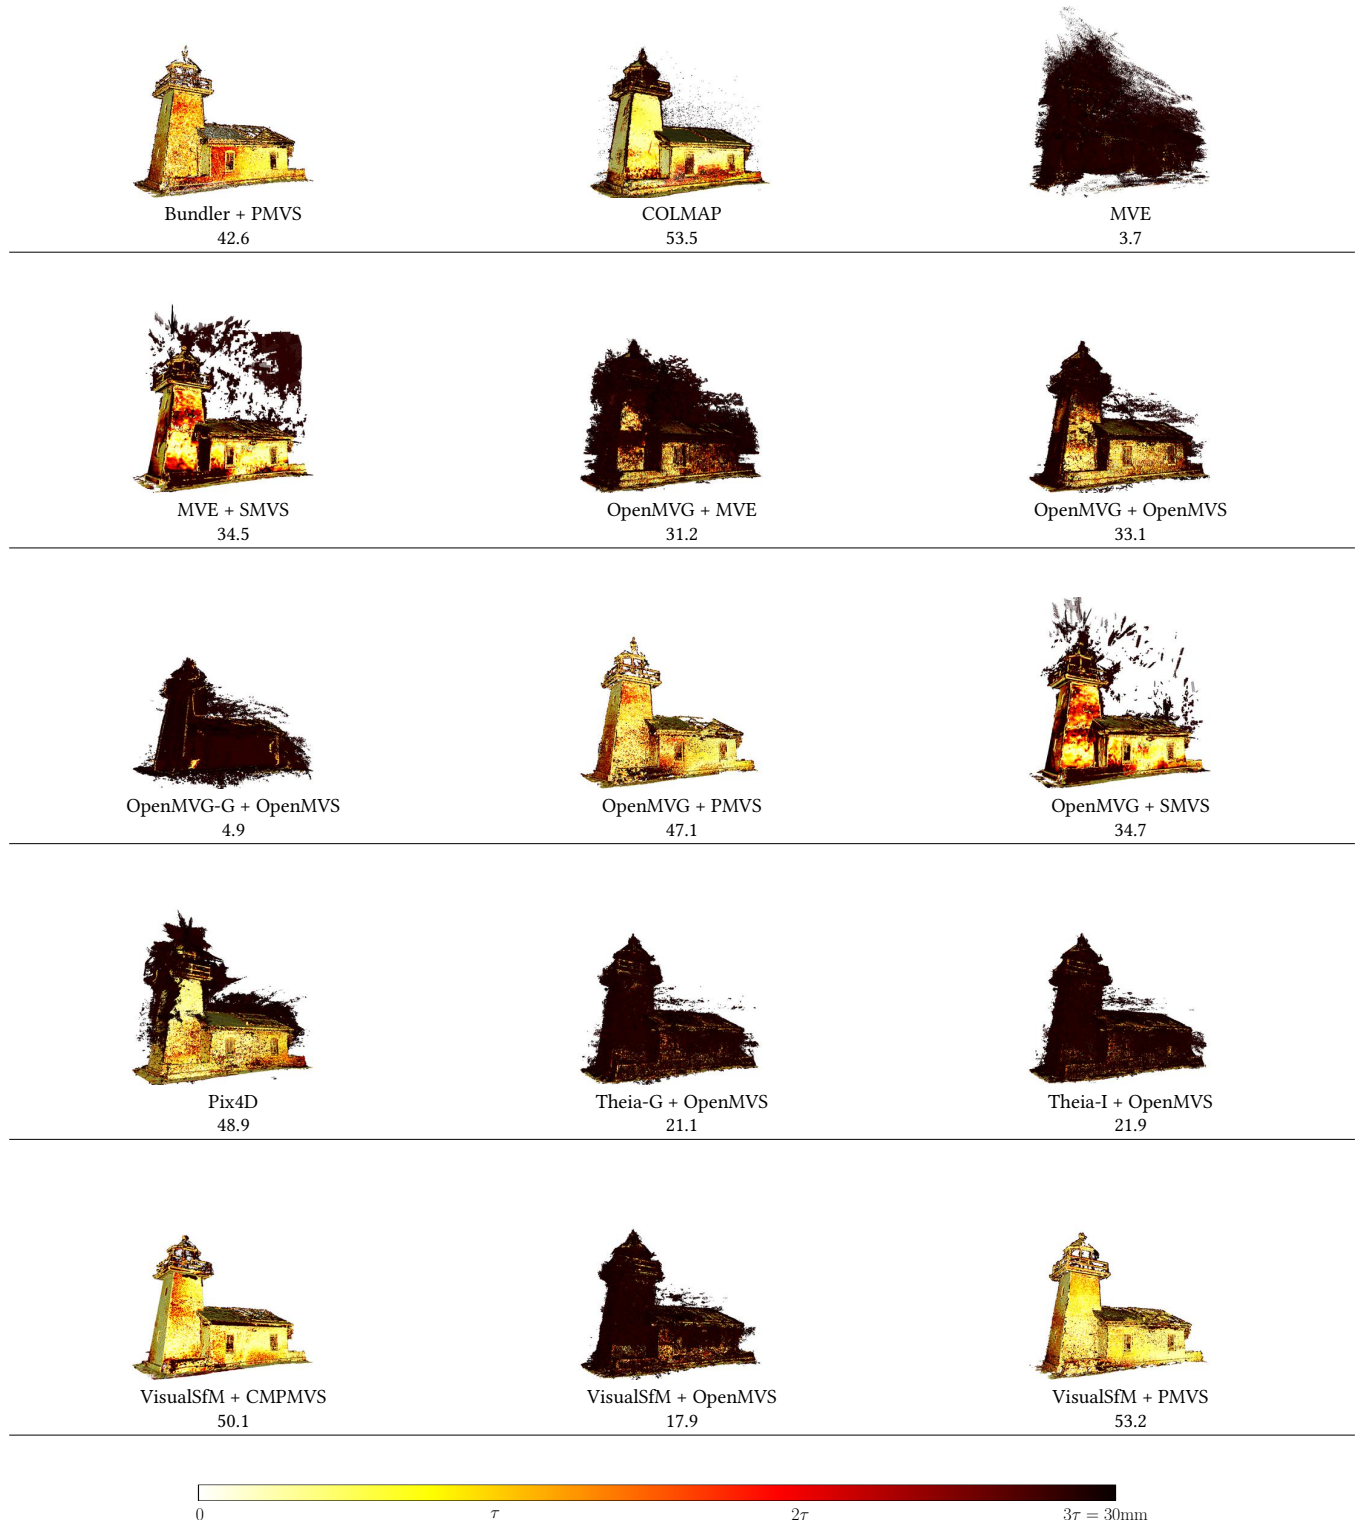 Bundler + PMVS
42.6
COLMAP
53.5
MVE
3.7
MVE + SMVS
34.5
OpenMVG + MVE
31.2
OpenMVG + OpenMVS
33.1
OpenMVG-G + OpenMVS
4.9
OpenMVG + PMVS
47.1
OpenMVG + SMVS
34.7
Pix4D
48.9
Theia-G + OpenMVS
21.1
Theia-I + OpenMVS
21.9
VisualSfM + CMPMVS
50.1
VisualSfM + OpenMVS
17.9
VisualSfM + PMVS
53.2
0 τ 2τ 3τ = 30mm